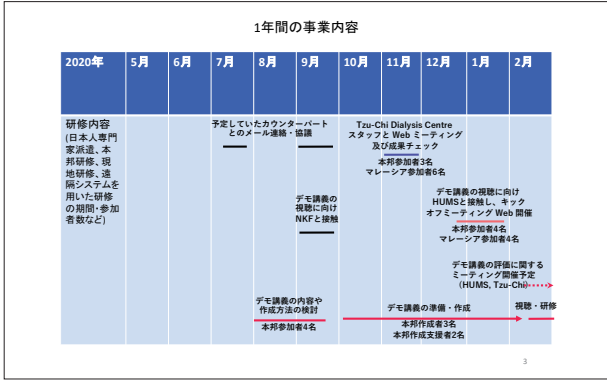 1年間の事業内容
2020年 5月 6月 7月 8月 9月 10月 11月 12月 1月 2月
研修内容
(日本人専門
家派遣、本
邦研修、現
地研修、遠
隔システムを
用いた研修
の期間・参加
者数など)
予定していたカウンターパート
とのメール連絡・協議
Tzu-Chi Dialysis Centre
スタッフと Web ミーティング
及び成果チェック
本邦参加者3名
マレーシア参加者6名
デモ講義の
視聴に向け
NKFと接触
デモ講義の視聴に向け
HUMSと接触し、キック
オフミーティング Web 開催
本邦参加者4名
マレーシア参加者4名
デモ講義の評価に関する
ミーティング開催予定
(HUMS, Tzu-Chi)
デモ講義の内容や
作成方法の検討
本邦参加者4名
デモ講義の準備・作成
本邦作成者3名
本邦作成支援者2名
視聴・研修
3